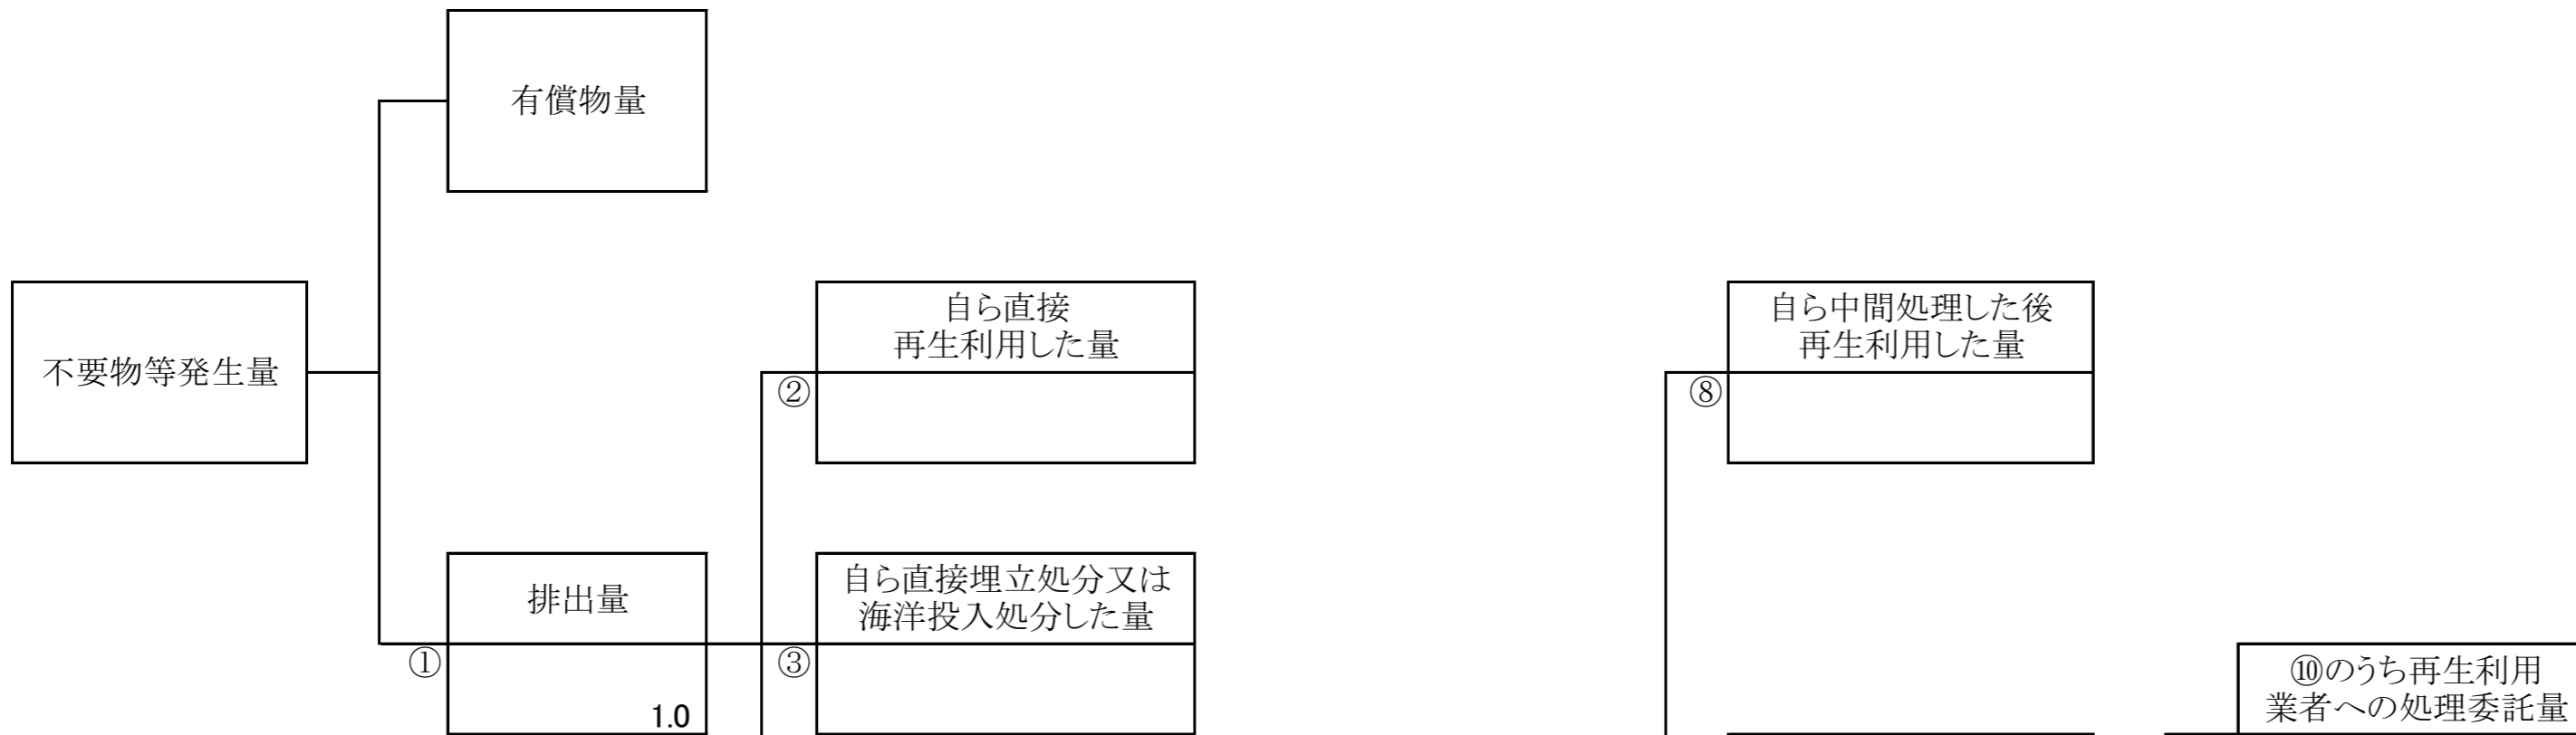 有償物量
不要物等発生量
自ら直接
再生利用した量
②
自ら中間処理した後
再生利用した量
⑧
排出量
①
1.0
自ら直接埋立処分又は
海洋投入処分した量
③
⑩のうち再生利用
業者への処理委託量